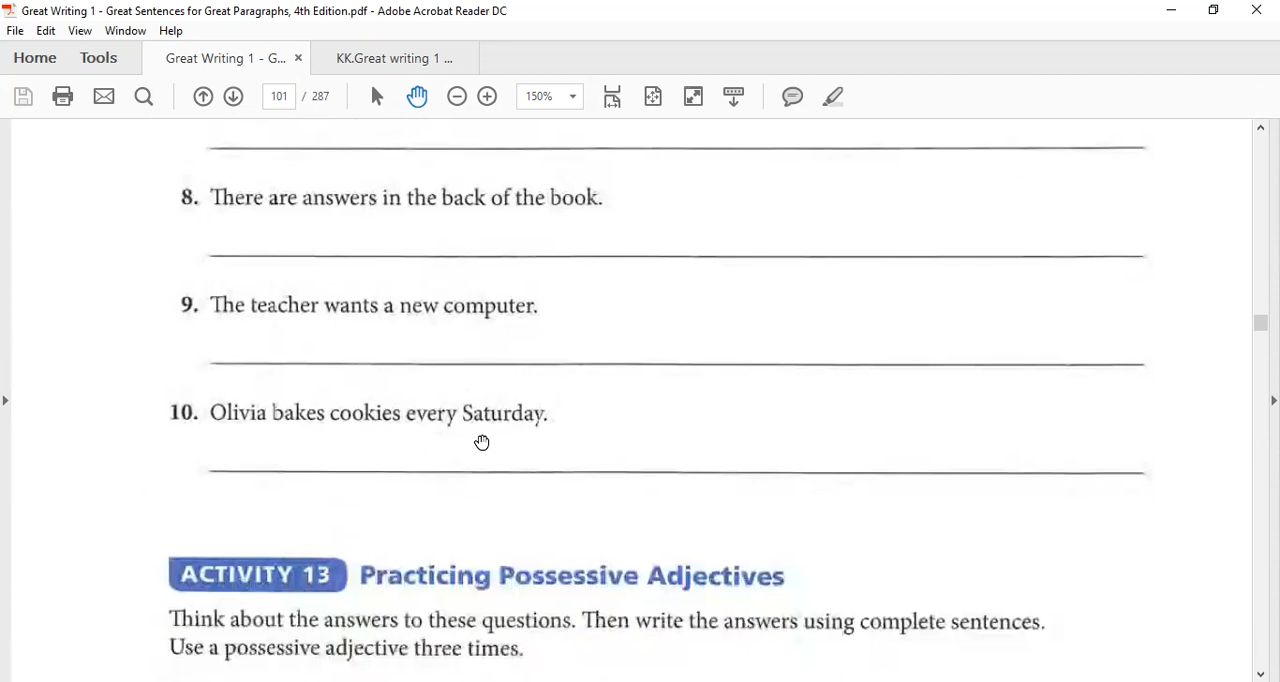 Great Writing 1 - Great Sentences for Great Paragraphs, 4th Edition.pdf - Adobe Acrobat Reader DC
File Edit View Window Help
Home Tools Great Writing 1 - G... × KK.Great writing 1 ...
101 / 287 150%
8. There are answers in the back of the book.
9. The teacher wants a new computer.
10. Olivia bakes cookies every Saturday.
ACTIVITY 13 Practicing Possessive Adjectives
Think about the answers to these questions. Then write the answers using complete sentences.
Use a possessive adjective three times.